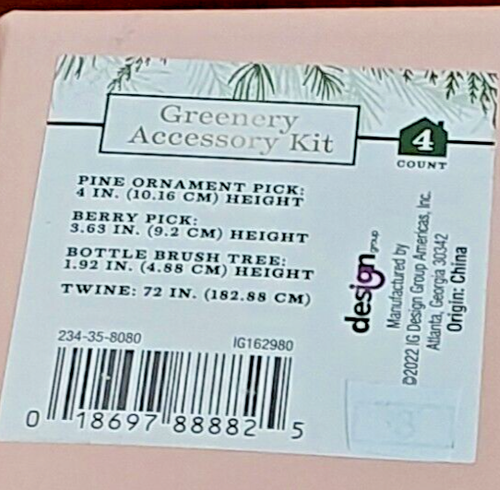 Greenery
Accessory Kit
4
COUNT
PINE ORNAMENT PICK:
4 IN. (10.16 CM) HEIGHT
BERRY PICK:
3.63 IN. (9.2 CM) HEIGHT
BOTTLE BRUSH TREE:
1.92 IN. (4.88 CM) HEIGHT
TWINE: 72 IN. (182.88 CM)
design group
Manufactured by
©2022 IG Design Group Americas, Inc.
Atlanta, Georgia 30342
Origin: China
234-35-8080 IG162980
0 18697 88882 5